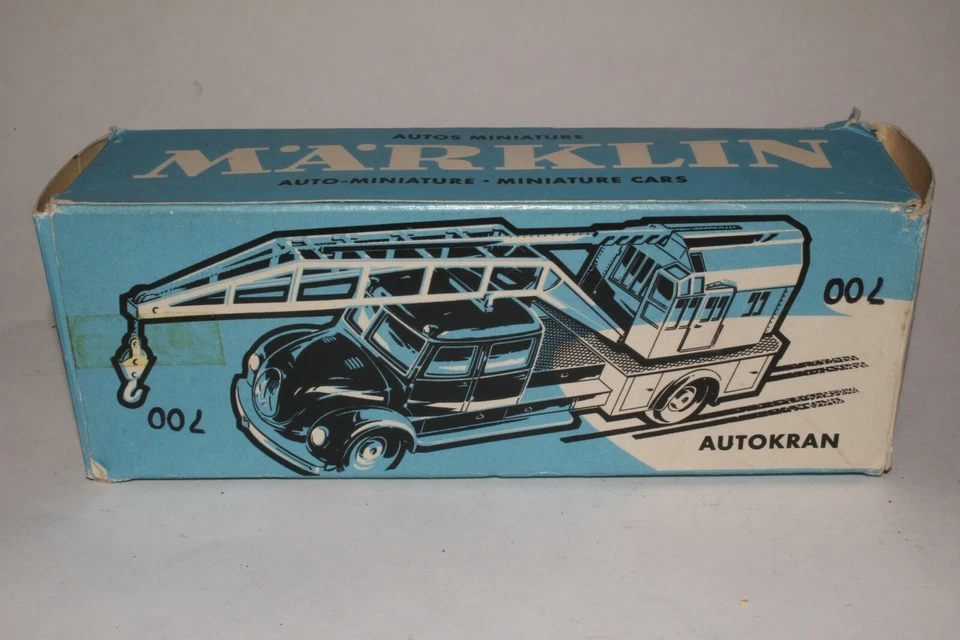 AUTOS MINIATURE
MÄRKLIN
AUTO-MINIATURE · MINIATURE CARS
700
700
AUTOKRAN